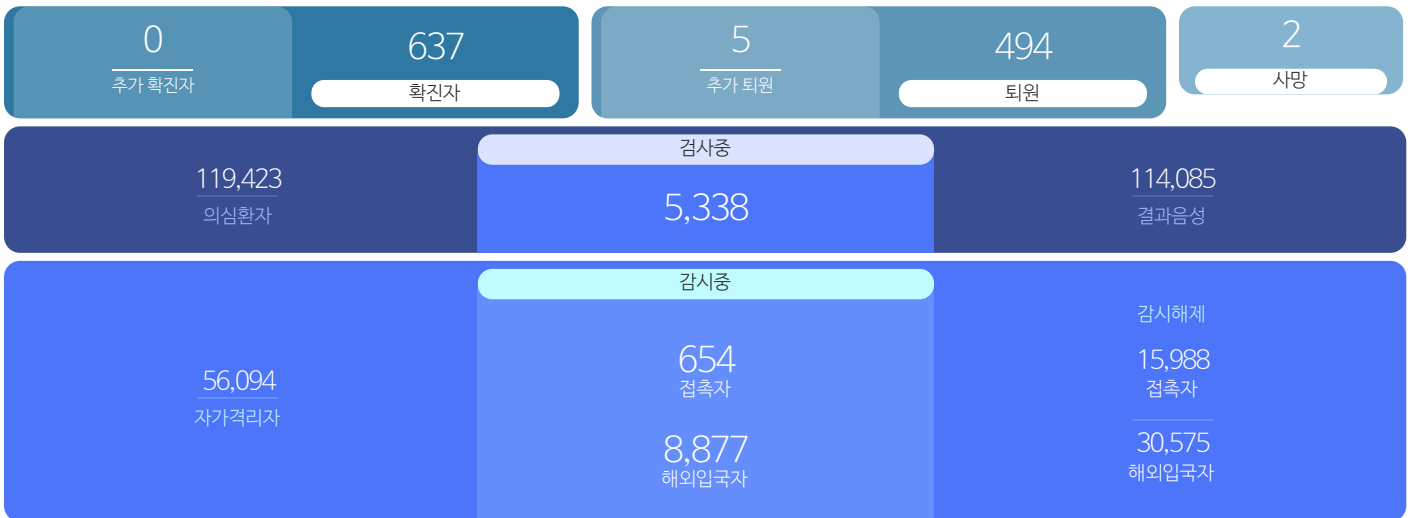 0
추가 확진자
637
확진자
5
추가 퇴원
494
퇴원
2
사망
119,423
의심환자
검사중
5,338
114,085
결과음성
56,094
자가격리자
감시중
654
접촉자
8,877
해외입국자
감시해제
15,988
접촉자
30,575
해외입국자